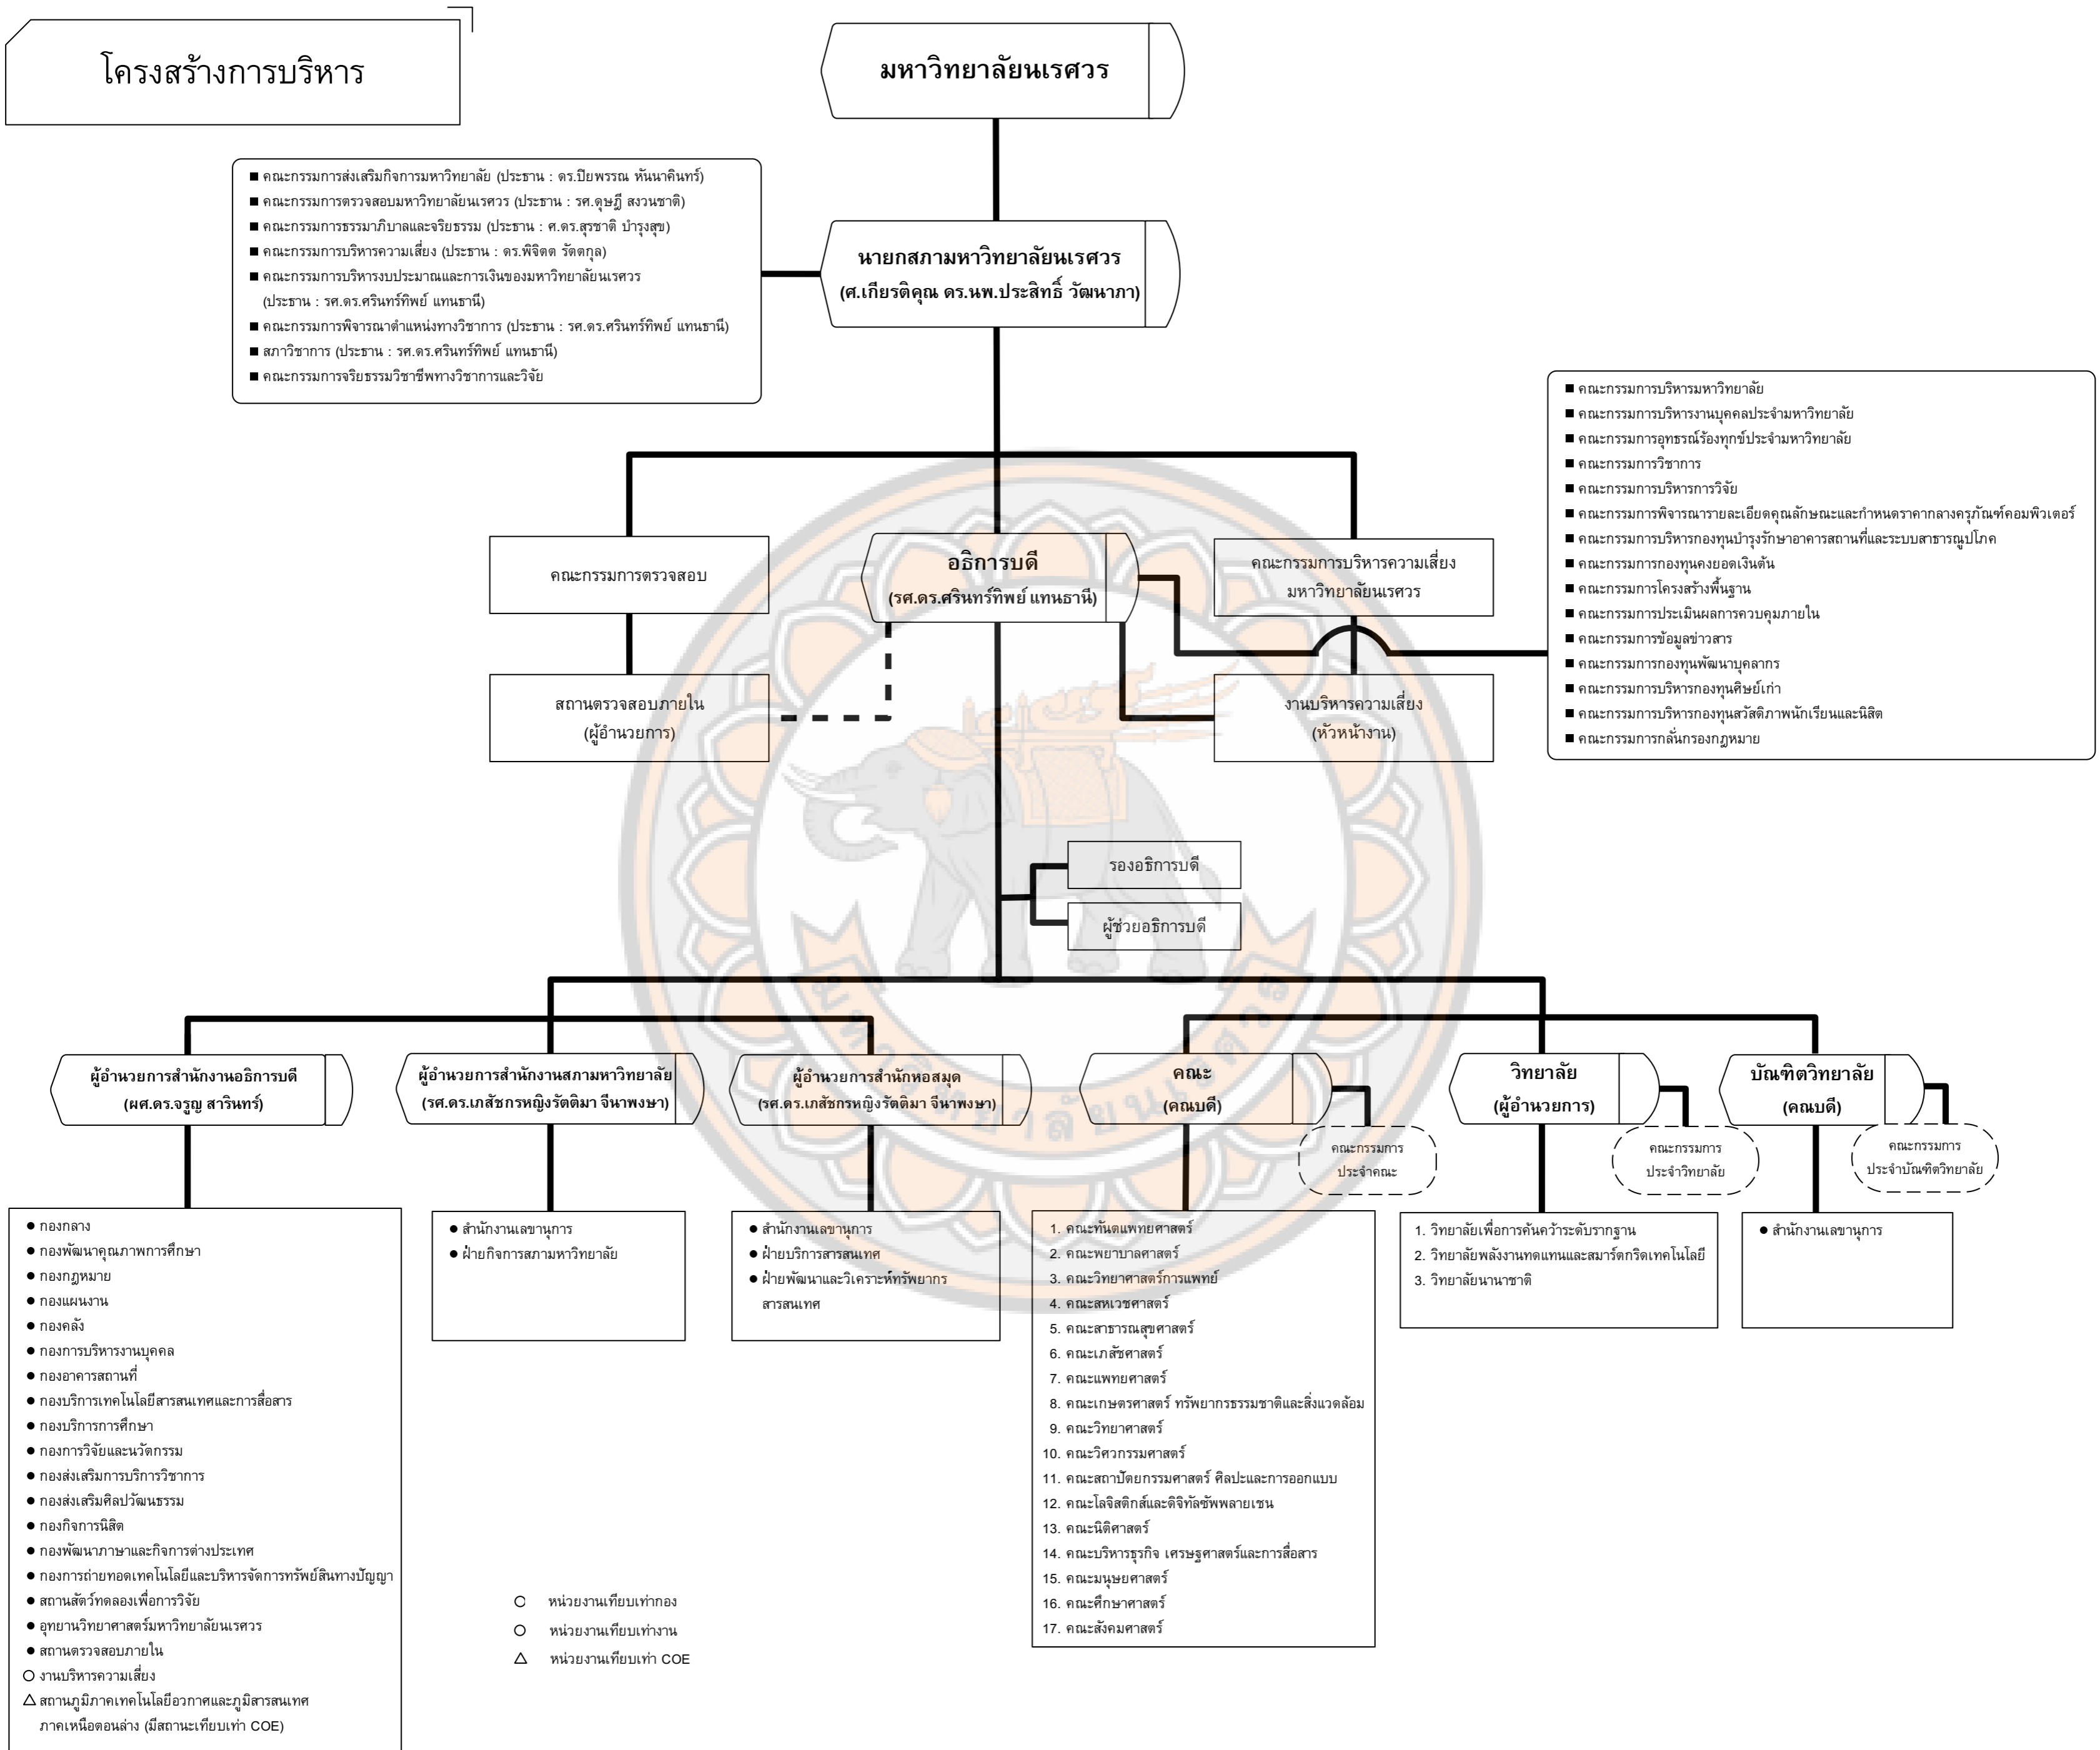 โครงสร้างการบริหาร
มหาวิทยาลัยนเรศวร
■ คณะกรรมการส่งเสริมกิจการมหาวิทยาลัย (ประธาน : ดร.ปิยพรรณ หันนาคินทร์)
■ คณะกรรมการตรวจสอบมหาวิทยาลัยนเรศวร (ประธาน : รศ.ดุษฎี สงวนชาติ)
■ คณะกรรมการธรรมาภิบาลและจริยธรรม (ประธาน : ศ.ดร.สุรชาติ บำรุงสุข)
■ คณะกรรมการบริหารความเสี่ยง (ประธาน : ดร.พิจิตต รัตตกุล)
■ คณะกรรมการบริหารงบประมาณและการเงินของมหาวิทยาลัยนเรศวร
(ประธาน : รศ.ดร.ศรินทร์ทิพย์ แทนธานี)
■ คณะกรรมการพิจารณาตำแหน่งทางวิชาการ (ประธาน : รศ.ดร.ศรินทร์ทิพย์ แทนธานี)
■ สภาวิชาการ (ประธาน : รศ.ดร.ศรินทร์ทิพย์ แทนธานี)
■ คณะกรรมการจริยธรรมวิชาชีพทางวิชาการและวิจัย
นายกสภามหาวิทยาลัยนเรศวร
(ศ.เกียรติคุณ ดร.นพ.ประสิทธิ์ วัฒนาภา)
■ คณะกรรมการบริหารมหาวิทยาลัย
■ คณะกรรมการบริหารงานบุคคลประจำมหาวิทยาลัย
■ คณะกรรมการอุทธรณ์ร้องทุกข์ประจำมหาวิทยาลัย
■ คณะกรรมการวิชาการ
■ คณะกรรมการบริหารการวิจัย
■ คณะกรรมการพิจารณารายละเอียดคุณลักษณะและกำหนดราคากลางครุภัณฑ์คอมพิวเตอร์
■ คณะกรรมการบริหารกองทุนบำรุงรักษาอาคารสถานที่และระบบสาธารณูปโภค
■ คณะกรรมการกองทุนคงยอดเงินต้น
■ คณะกรรมการโครงสร้างพื้นฐาน
■ คณะกรรมการประเมินผลการควบคุมภายใน
■ คณะกรรมการข้อมูลข่าวสาร
■ คณะกรรมการกองทุนพัฒนาบุคลากร
■ คณะกรรมการบริหารกองทุนศิษย์เก่า
■ คณะกรรมการบริหารกองทุนสวัสดิภาพนักเรียนและนิสิต
■ คณะกรรมการกลั่นกรองกฎหมาย
คณะกรรมการตรวจสอบ
อธิการบดี
(รศ.ดร.ศรินทร์ทิพย์ แทนธานี)
คณะกรรมการบริหารความเสี่ยง
มหาวิทยาลัยนเรศวร
สถานตรวจสอบภายใน
(ผู้อำนวยการ)
งานบริหารความเสี่ยง
(หัวหน้างาน)
รองอธิการบดี
ผู้ช่วยอธิการบดี
มหาวิทยาลัยนเรศวร
ผู้อำนวยการสำนักงานอธิการบดี
(ผศ.ดร.จรูญ สารินทร์)
ผู้อำนวยการสำนักงานสภามหาวิทยาลัย
(รศ.ดร.เภสัชกรหญิงรัตติมา จีนาพงษา)
ผู้อำนวยการสำนักหอสมุด
(รศ.ดร.เภสัชกรหญิงรัตติมา จีนาพงษา)
คณะ
(คณบดี)
คณะกรรมการ
ประจำคณะ
วิทยาลัย
(ผู้อำนวยการ)
คณะกรรมการ
ประจำวิทยาลัย
บัณฑิตวิทยาลัย
(คณบดี)
คณะกรรมการ
ประจำบัณฑิตวิทยาลัย
● กองกลาง
● กองพัฒนาคุณภาพการศึกษา
● กองกฎหมาย
● กองแผนงาน
● กองคลัง
● กองการบริหารงานบุคคล
● กองอาคารสถานที่
● กองบริการเทคโนโลยีสารสนเทศและการสื่อสาร
● กองบริการการศึกษา
● กองการวิจัยและนวัตกรรม
● กองส่งเสริมการบริการวิชาการ
● กองส่งเสริมศิลปวัฒนธรรม
● กองกิจการนิสิต
● กองพัฒนาภาษาและกิจการต่างประเทศ
● กองการถ่ายทอดเทคโนโลยีและบริหารจัดการทรัพย์สินทางปัญญา
● สถานสัตว์ทดลองเพื่อการวิจัย
● อุทยานวิทยาศาสตร์มหาวิทยาลัยนเรศวร
● สถานตรวจสอบภายใน
○ งานบริหารความเสี่ยง
△ สถานภูมิภาคเทคโนโลยีอวกาศและภูมิสารสนเทศ
ภาคเหนือตอนล่าง (มีสถานะเทียบเท่า COE)
● สำนักงานเลขานุการ
● ฝ่ายกิจการสภามหาวิทยาลัย
● สำนักงานเลขานุการ
● ฝ่ายบริการสารสนเทศ
● ฝ่ายพัฒนาและวิเคราะห์ทรัพยากร
สารสนเทศ
1. คณะทันตแพทยศาสตร์
2. คณะพยาบาลศาสตร์
3. คณะวิทยาศาสตร์การแพทย์
4. คณะสหเวชศาสตร์
5. คณะสาธารณสุขศาสตร์
6. คณะเภสัชศาสตร์
7. คณะแพทยศาสตร์
8. คณะเกษตรศาสตร์ ทรัพยากรธรรมชาติและสิ่งแวดล้อม
9. คณะวิทยาศาสตร์
10. คณะวิศวกรรมศาสตร์
11. คณะสถาปัตยกรรมศาสตร์ ศิลปะและการออกแบบ
12. คณะโลจิสติกส์และดิจิทัลซัพพลายเชน
13. คณะนิติศาสตร์
14. คณะบริหารธุรกิจ เศรษฐศาสตร์และการสื่อสาร
15. คณะมนุษยศาสตร์
16. คณะศึกษาศาสตร์
17. คณะสังคมศาสตร์
1. วิทยาลัยเพื่อการค้นคว้าระดับรากฐาน
2. วิทยาลัยพลังงานทดแทนและสมาร์ตกริดเทคโนโลยี
3. วิทยาลัยนานาชาติ
● สำนักงานเลขานุการ
○ หน่วยงานเทียบเท่ากอง
○ หน่วยงานเทียบเท่างาน
△ หน่วยงานเทียบเท่า COE